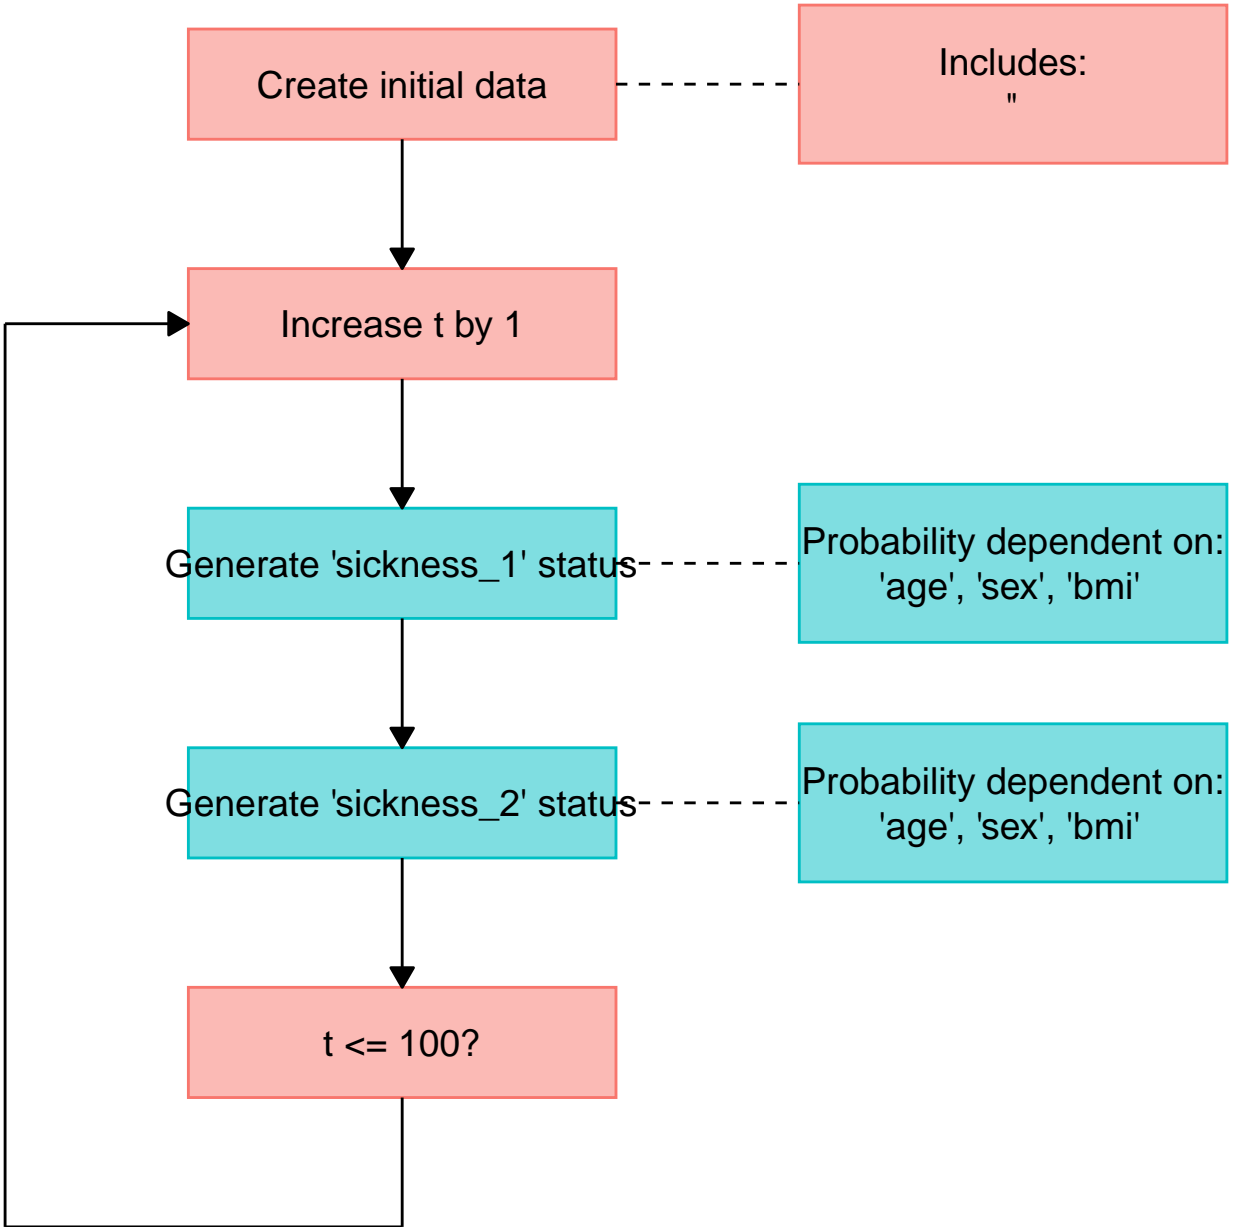 Create initial data
Includes:
''
Increase t by 1
Generate 'sickness_1' status
Probability dependent on:
'age', 'sex', 'bmi'
Generate 'sickness_2' status
Probability dependent on:
'age', 'sex', 'bmi'
t <= 100?